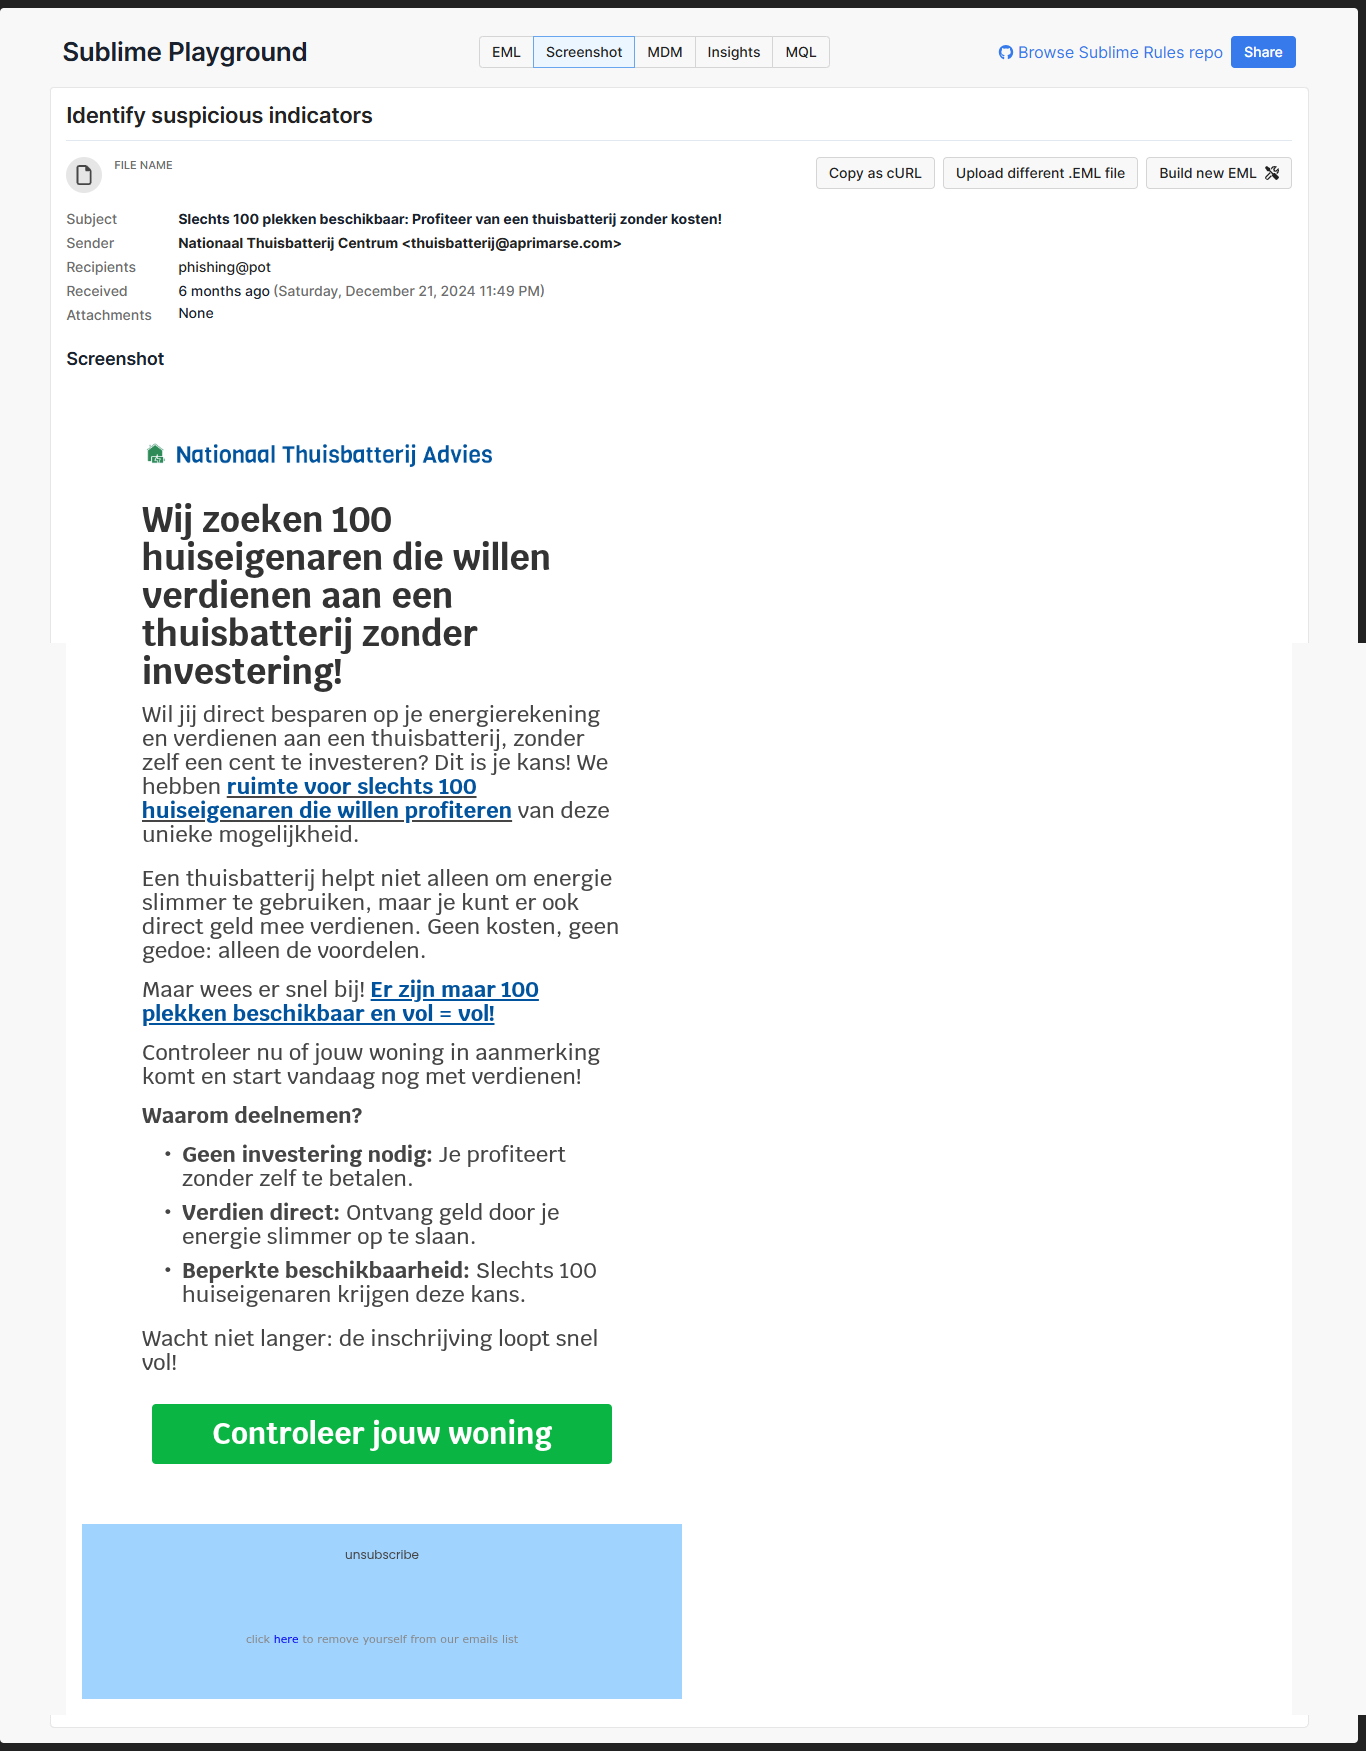 Sublime Playground
EML Screenshot MDM Insights MQL
Browse Sublime Rules repo Share
Identify suspicious indicators
FILE NAME
Copy as cURL Upload different .EML file Build new EML
Subject Slechts 100 plekken beschikbaar: Profiteer van een thuisbatterij zonder kosten!
Sender Nationaal Thuisbatterij Centrum <thuisbatterij@aprimarse.com>
Recipients phishing@pot
Received 6 months ago (Saturday, December 21, 2024 11:49 PM)
Attachments None
Screenshot
Nationaal Thuisbatterij Advies
Wij zoeken 100
huiseigenaren die willen
verdienen aan een
thuisbatterij zonder
investering!
Wil jij direct besparen op je energierekening
en verdienen aan een thuisbatterij, zonder
zelf een cent te investeren? Dit is je kans! We
hebben ruimte voor slechts 100
huiseigenaren die willen profiteren van deze
unieke mogelijkheid.
Een thuisbatterij helpt niet alleen om energie
slimmer te gebruiken, maar je kunt er ook
direct geld mee verdienen. Geen kosten, geen
gedoe: alleen de voordelen.
Maar wees er snel bij! Er zijn maar 100
plekken beschikbaar en vol = vol!
Controleer nu of jouw woning in aanmerking
komt en start vandaag nog met verdienen!
Waarom deelnemen?
• Geen investering nodig: Je profiteert
zonder zelf te betalen.
• Verdien direct: Ontvang geld door je
energie slimmer op te slaan.
• Beperkte beschikbaarheid: Slechts 100
huiseigenaren krijgen deze kans.
Wacht niet langer: de inschrijving loopt snel
vol!
Controleer jouw woning
unsubscribe
click here to remove yourself from our emails list